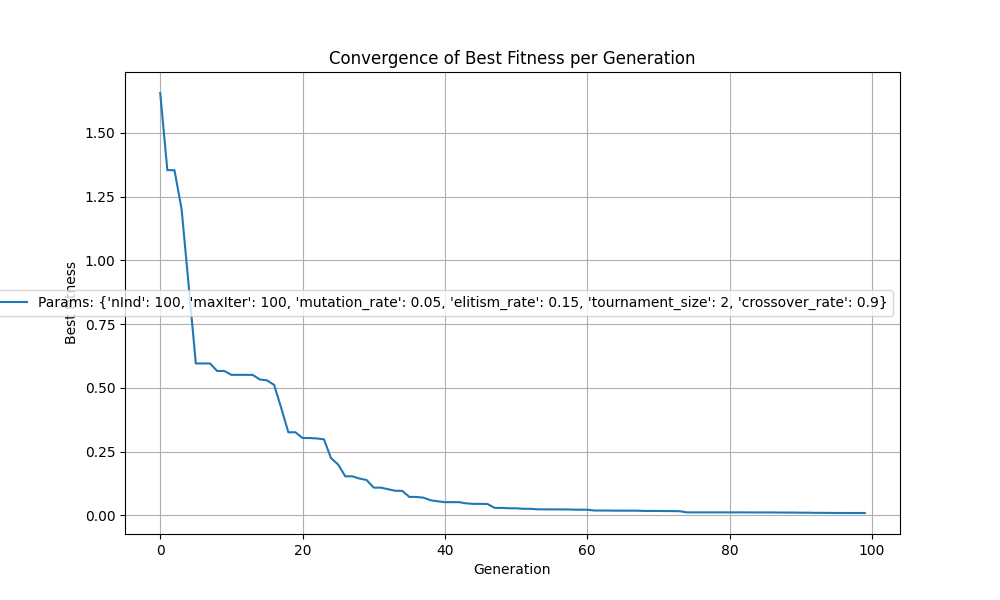 Convergence of Best Fitness per Generation
1.50
1.25
1.00
Params: {'nInd': 100, 'maxIter': 100, 'mutation_rate': 0.05, 'elitism_rate': 0.15, 'tournament_size': 2, 'crossover_rate': 0.9}
Best Fitness
0.75
0.50
0.25
0.00
0 20 40 60 80 100
Generation